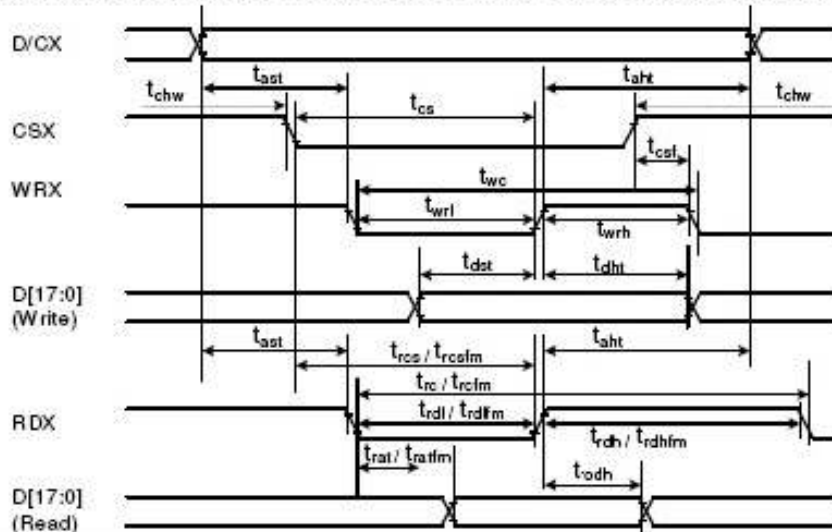 D/CX
tast
taht
tchw
tcs
tchw
CSX
tcsf
WRX
twc
twrl
twrh
tdst
tdht
D[17:0]
(Write)
tast
trcs / trcsfm
taht
trc / trcfm
RDX
trdl / trdlfm
trdh / trdhfm
trat / tratfm
trodh
D[17:0]
(Read)